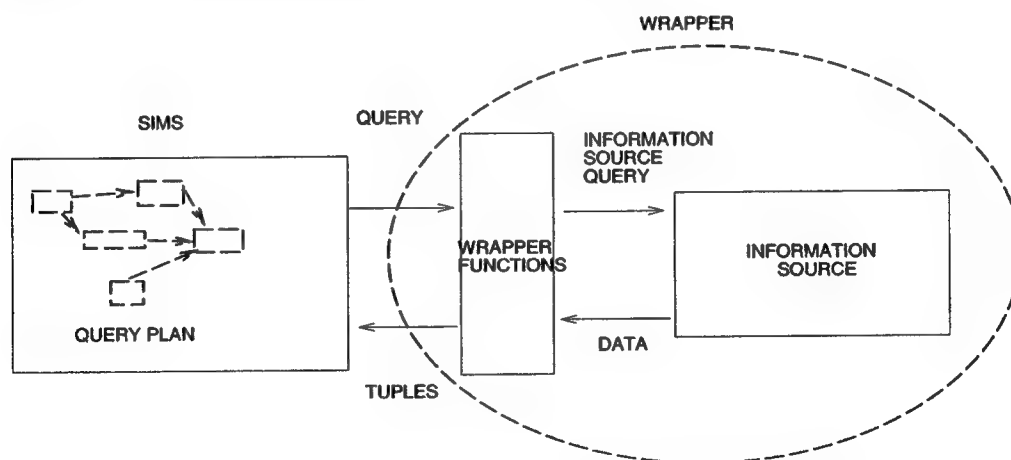 WRAPPER
SIMS
QUERY
INFORMATION
SOURCE
QUERY
WRAPPER
FUNCTIONS
INFORMATION
SOURCE
QUERY PLAN
DATA
TUPLES